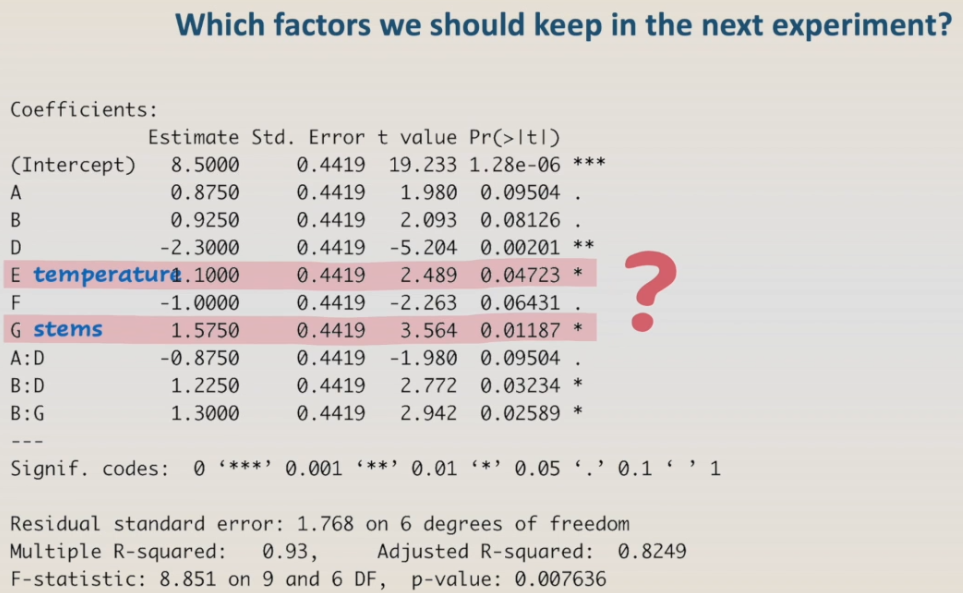 Which factors we should keep in the next experiment?
Coefficients:
Estimate Std. Error t value Pr(>|t|)
(Intercept) 8.5000 0.4419 19.233 1.28e-06 ***
A 0.8750 0.4419 1.980 0.09504 .
B 0.9250 0.4419 2.093 0.08126 .
D -2.3000 0.4419 -5.204 0.00201 **
E temperature 1.1000 0.4419 2.489 0.04723 *
F -1.0000 0.4419 -2.263 0.06431 .
G stems 1.5750 0.4419 3.564 0.01187 *
?
A:D -0.8750 0.4419 -1.980 0.09504 .
B:D 1.2250 0.4419 2.772 0.03234 *
B:G 1.3000 0.4419 2.942 0.02589 *
---
Signif. codes: 0 ‘***’ 0.001 ‘**’ 0.01 ‘*’ 0.05 ‘.’ 0.1 ‘ ’ 1
Residual standard error: 1.768 on 6 degrees of freedom
Multiple R-squared: 0.93, Adjusted R-squared: 0.8249
F-statistic: 8.851 on 9 and 6 DF, p-value: 0.007636